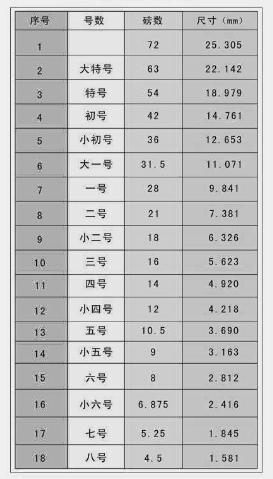 序号 号数 磅数 尺寸（mm）
1 72 25.305
2 大特号 63 22.142
3 特号 54 18.979
4 初号 42 14.761
5 小初号 36 12.653
6 大一号 31.5 11.071
7 一号 28 9.841
8 二号 21 7.381
9 小二号 18 6.326
10 三号 16 5.623
11 四号 14 4.920
12 小四号 12 4.218
13 五号 10.5 3.690
14 小五号 9 3.163
15 六号 8 2.812
16 小六号 6.875 2.416
17 七号 5.25 1.845
18 八号 4.5 1.581